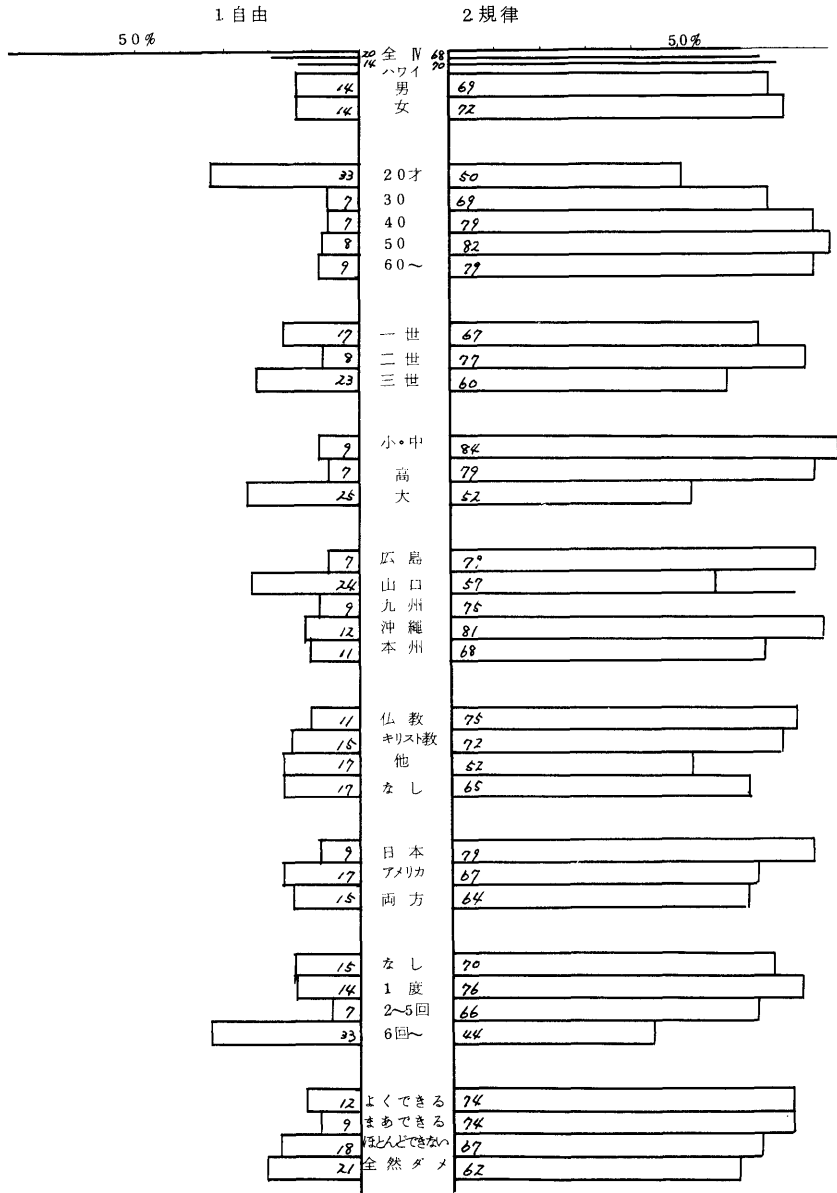 1 自由 2 規律
50% 50%
20 全 Ⅳ 68
14 ハワイ 70
14 男 69
14 女 72
33 20才 50
7 30 69
7 40 79
8 50 82
9 60～ 79
17 一世 67
8 二世 77
23 三世 60
9 小・中 84
7 高 79
25 大 52
7 広島 79
24 山口 57
9 九州 75
12 沖縄 81
11 本州 68
11 仏教 75
15 キリスト教 72
17 他 52
17 なし 65
9 日本 79
17 アメリカ 67
15 両方 64
15 なし 70
14 1度 76
7 2～5回 66
33 6回～ 44
12 よくできる 74
9 まあできる 74
18 ほとんどできない 67
21 全然ダメ 62